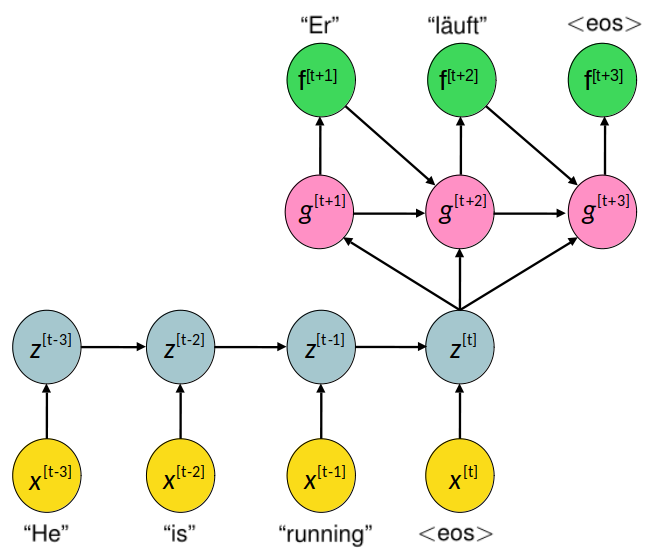 “Er” “läuft” <eos>
f[t+1] f[t+2] f[t+3]
g[t+1] g[t+2] g[t+3]
z[t-3] z[t-2] z[t-1] z[t]
x[t-3] x[t-2] x[t-1] x[t]
“He” “is” “running” <eos>